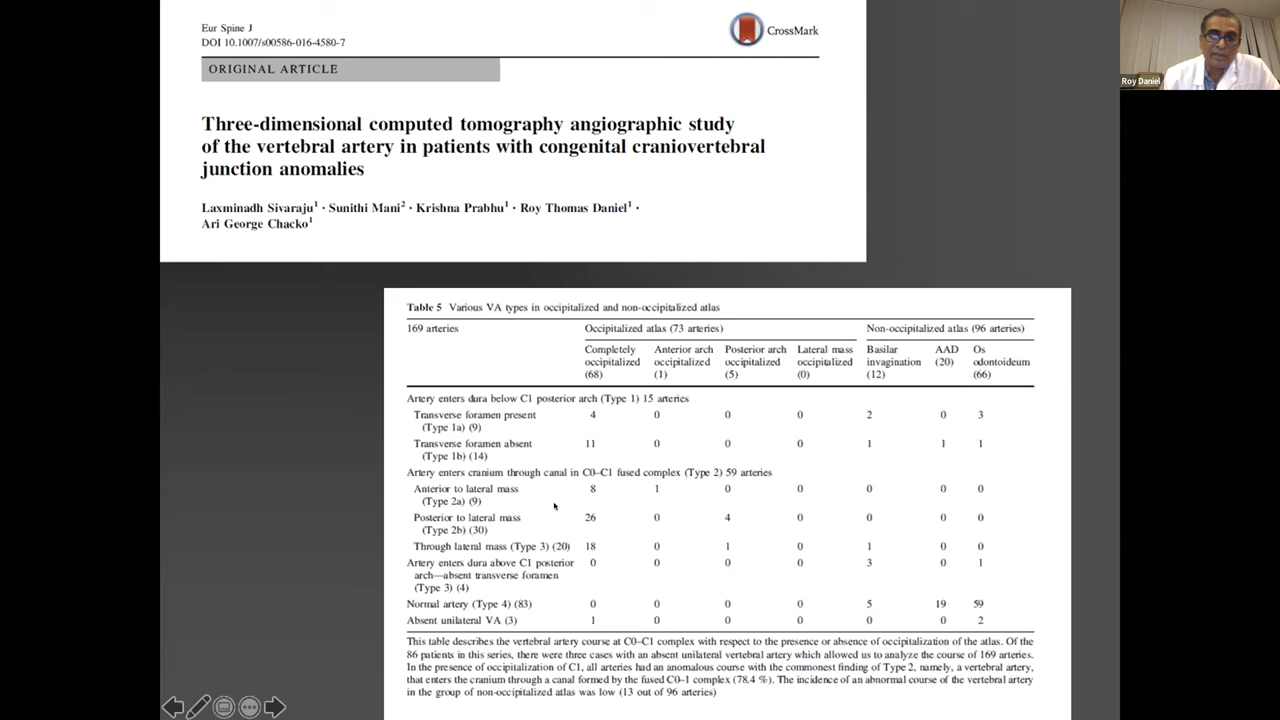 Eur Spine J
DOI 10.1007/s00586-016-4580-7
CrossMark
ORIGINAL ARTICLE
Three-dimensional computed tomography angiographic study
of the vertebral artery in patients with congenital craniovertebral
junction anomalies
Laxminadh Sivaraju1 · Sunithi Mani2 · Krishna Prabhu1 · Roy Thomas Daniel1 ·
Ari George Chacko1
Roy Daniel
Table 5 Various VA types in occipitalized and non-occipitalized atlas
169 arteries Occipitalized atlas (73 arteries) Non-occipitalized atlas (96 arteries)
Completely Anterior arch Posterior arch Lateral mass Basilar AAD Os
occipitalized occipitalized occipitalized occipitalized invagination (20) odontoideum
(68) (1) (5) (0) (12) (66)
Artery enters dura below C1 posterior arch (Type 1) 15 arteries
Transverse foramen present 4 0 0 0 2 0 3
(Type 1a) (9)
Transverse foramen absent 11 0 0 0 1 1 1
(Type 1b) (14)
Artery enters cranium through canal in C0–C1 fused complex (Type 2) 59 arteries
Anterior to lateral mass 8 1 0 0 0 0 0
(Type 2a) (9)
Posterior to lateral mass 26 0 4 0 0 0 0
(Type 2b) (30)
Through lateral mass (Type 3) (20) 18 0 1 0 1 0 0
Artery enters dura above C1 posterior 0 0 0 0 3 0 1
arch—absent transverse foramen
(Type 3) (4)
Normal artery (Type 4) (83) 0 0 0 0 5 19 59
Absent unilateral VA (3) 1 0 0 0 0 0 2
This table describes the vertebral artery course at C0–C1 complex with respect to the presence or absence of occipitalization of the atlas. Of the
86 patients in this series, there were three cases with an absent unilateral vertebral artery which allowed us to analyze the course of 169 arteries.
In the presence of occipitalization of C1, all arteries had an anomalous course with the commonest finding of Type 2, namely, a vertebral artery,
that enters the cranium through a canal formed by the fused C0–1 complex (78.4 %). The incidence of an abnormal course of the vertebral artery
in the group of non-occipitalized atlas was low (13 out of 96 arteries)